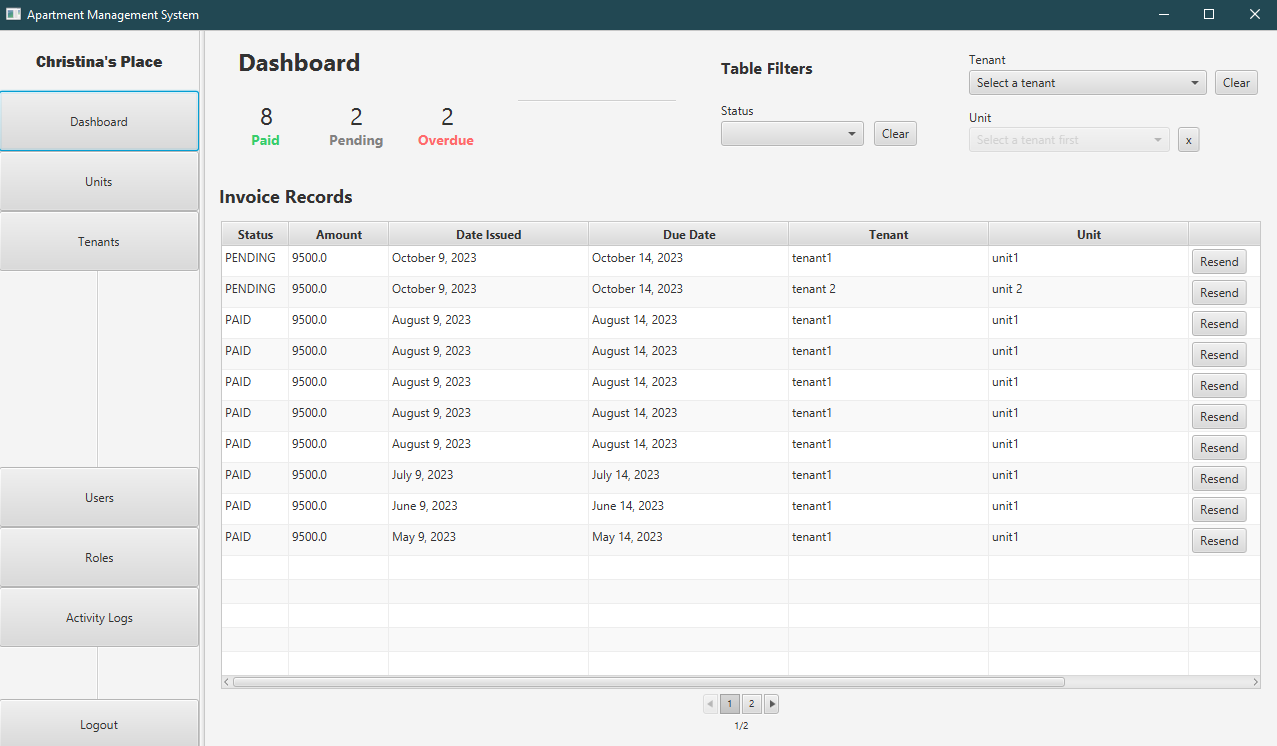 Apartment Management System
Christina's Place
Dashboard
Units
Tenants
Users
Roles
Activity Logs
Logout
Dashboard
8 2 2
Paid Pending Overdue
Table Filters
Status
Clear
Tenant
Select a tenant Clear
Unit
Select a tenant first x
Invoice Records
Status Amount Date Issued Due Date Tenant Unit
PENDING 9500.0 October 9, 2023 October 14, 2023 tenant1 unit1 Resend
PENDING 9500.0 October 9, 2023 October 14, 2023 tenant 2 unit 2 Resend
PAID 9500.0 August 9, 2023 August 14, 2023 tenant1 unit1 Resend
PAID 9500.0 August 9, 2023 August 14, 2023 tenant1 unit1 Resend
PAID 9500.0 August 9, 2023 August 14, 2023 tenant1 unit1 Resend
PAID 9500.0 August 9, 2023 August 14, 2023 tenant1 unit1 Resend
PAID 9500.0 August 9, 2023 August 14, 2023 tenant1 unit1 Resend
PAID 9500.0 July 9, 2023 July 14, 2023 tenant1 unit1 Resend
PAID 9500.0 June 9, 2023 June 14, 2023 tenant1 unit1 Resend
PAID 9500.0 May 9, 2023 May 14, 2023 tenant1 unit1 Resend
1 2
1/2